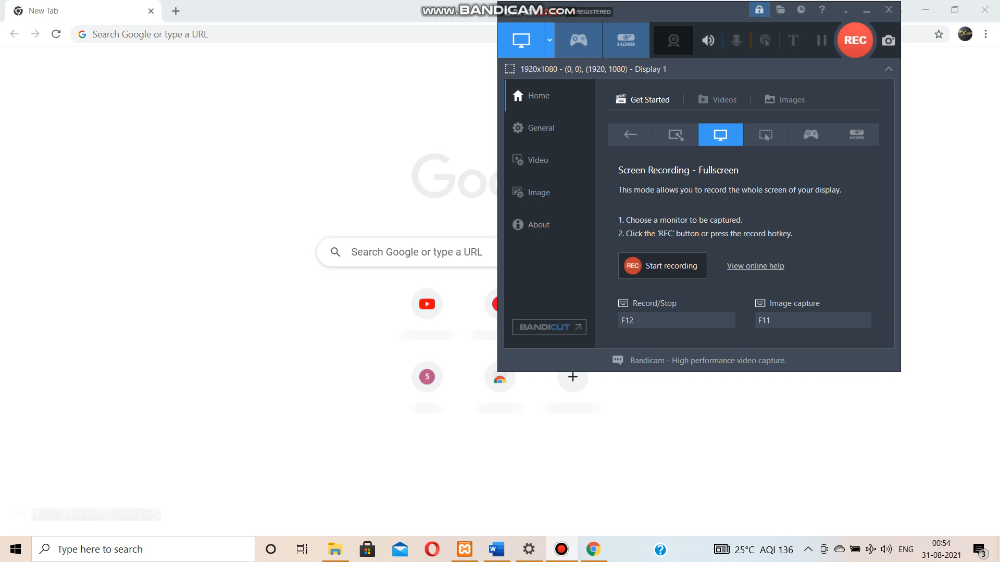 New Tab
www.BANDICAM.com
REGISTERED
Search Google or type a URL
HDMI
REC
1920x1080 - (0, 0), (1920, 1080) - Display 1
Home
General
Video
Image
About
BANDICUT
Get Started
Videos
Images
HDMI
Screen Recording - Fullscreen
This mode allows you to record the whole screen of your display.
1. Choose a monitor to be captured.
2. Click the 'REC' button or press the record hotkey.
REC Start recording
View online help
Record/Stop
Image capture
F12
F11
Bandicam - High performance video capture.
Goo
Search Google or type a URL
5
Type here to search
25°C AQI 136
ENG
00:54
31-08-2021
3